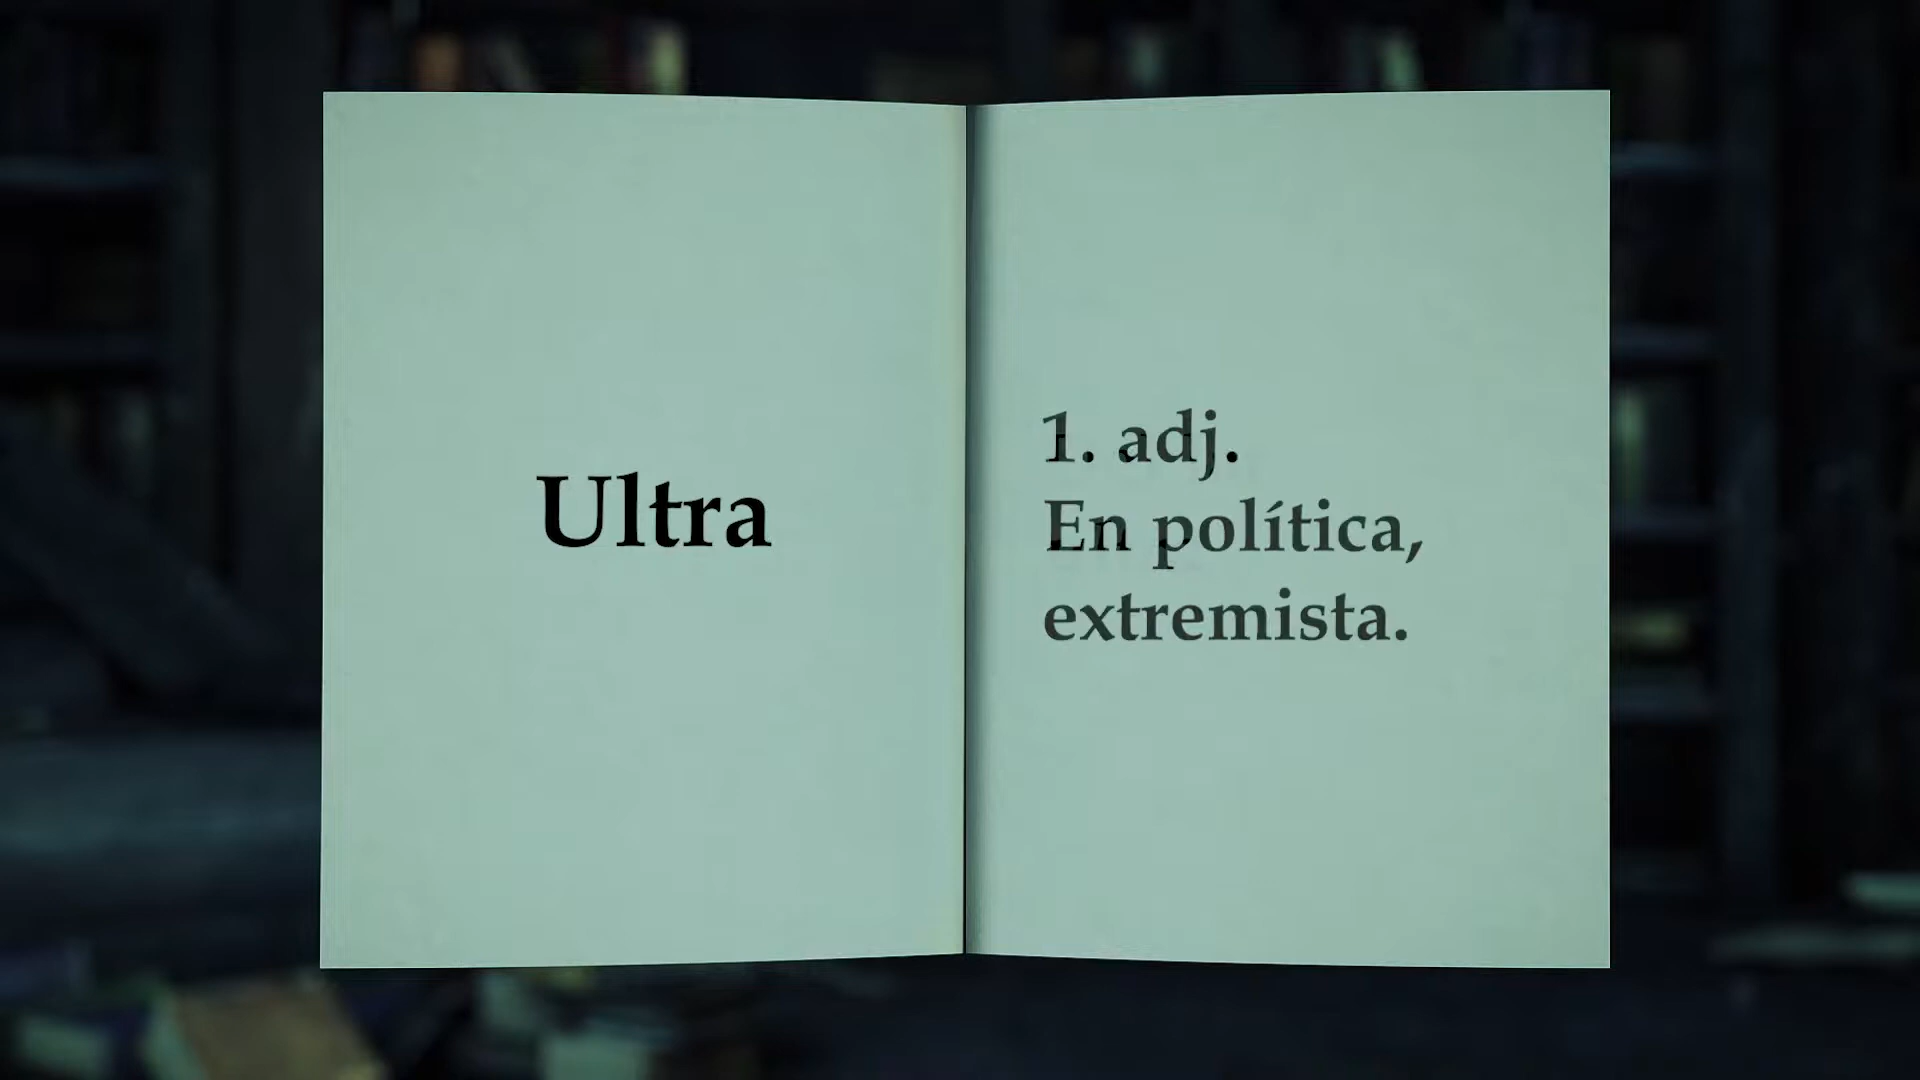 Ultra
1. adj.
En política,
extremista.